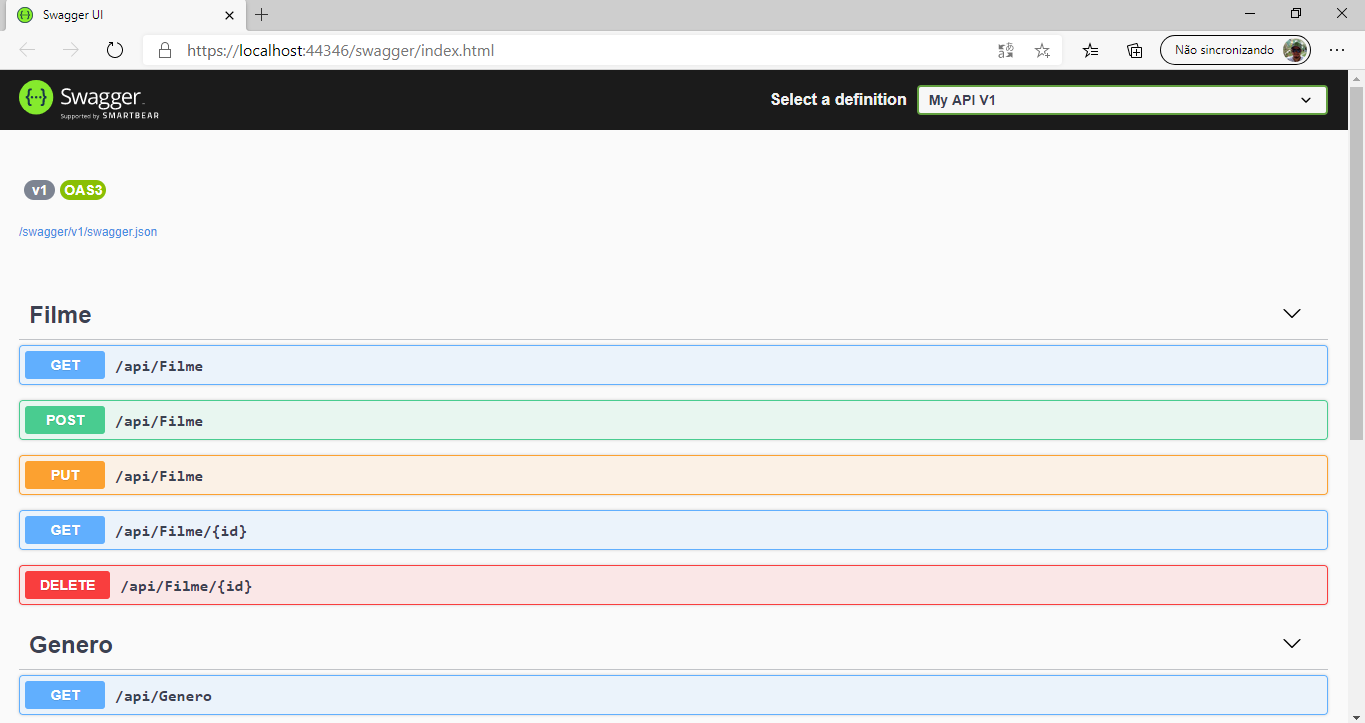 Swagger UI
https://localhost:44346/swagger/index.html
Não sincronizando
Swagger
Supported by SMARTBEAR
Select a definition
My API V1
v1 OAS3
/swagger/v1/swagger.json
Filme
GET /api/Filme
POST /api/Filme
PUT /api/Filme
GET /api/Filme/{id}
DELETE /api/Filme/{id}
Genero
GET /api/Genero